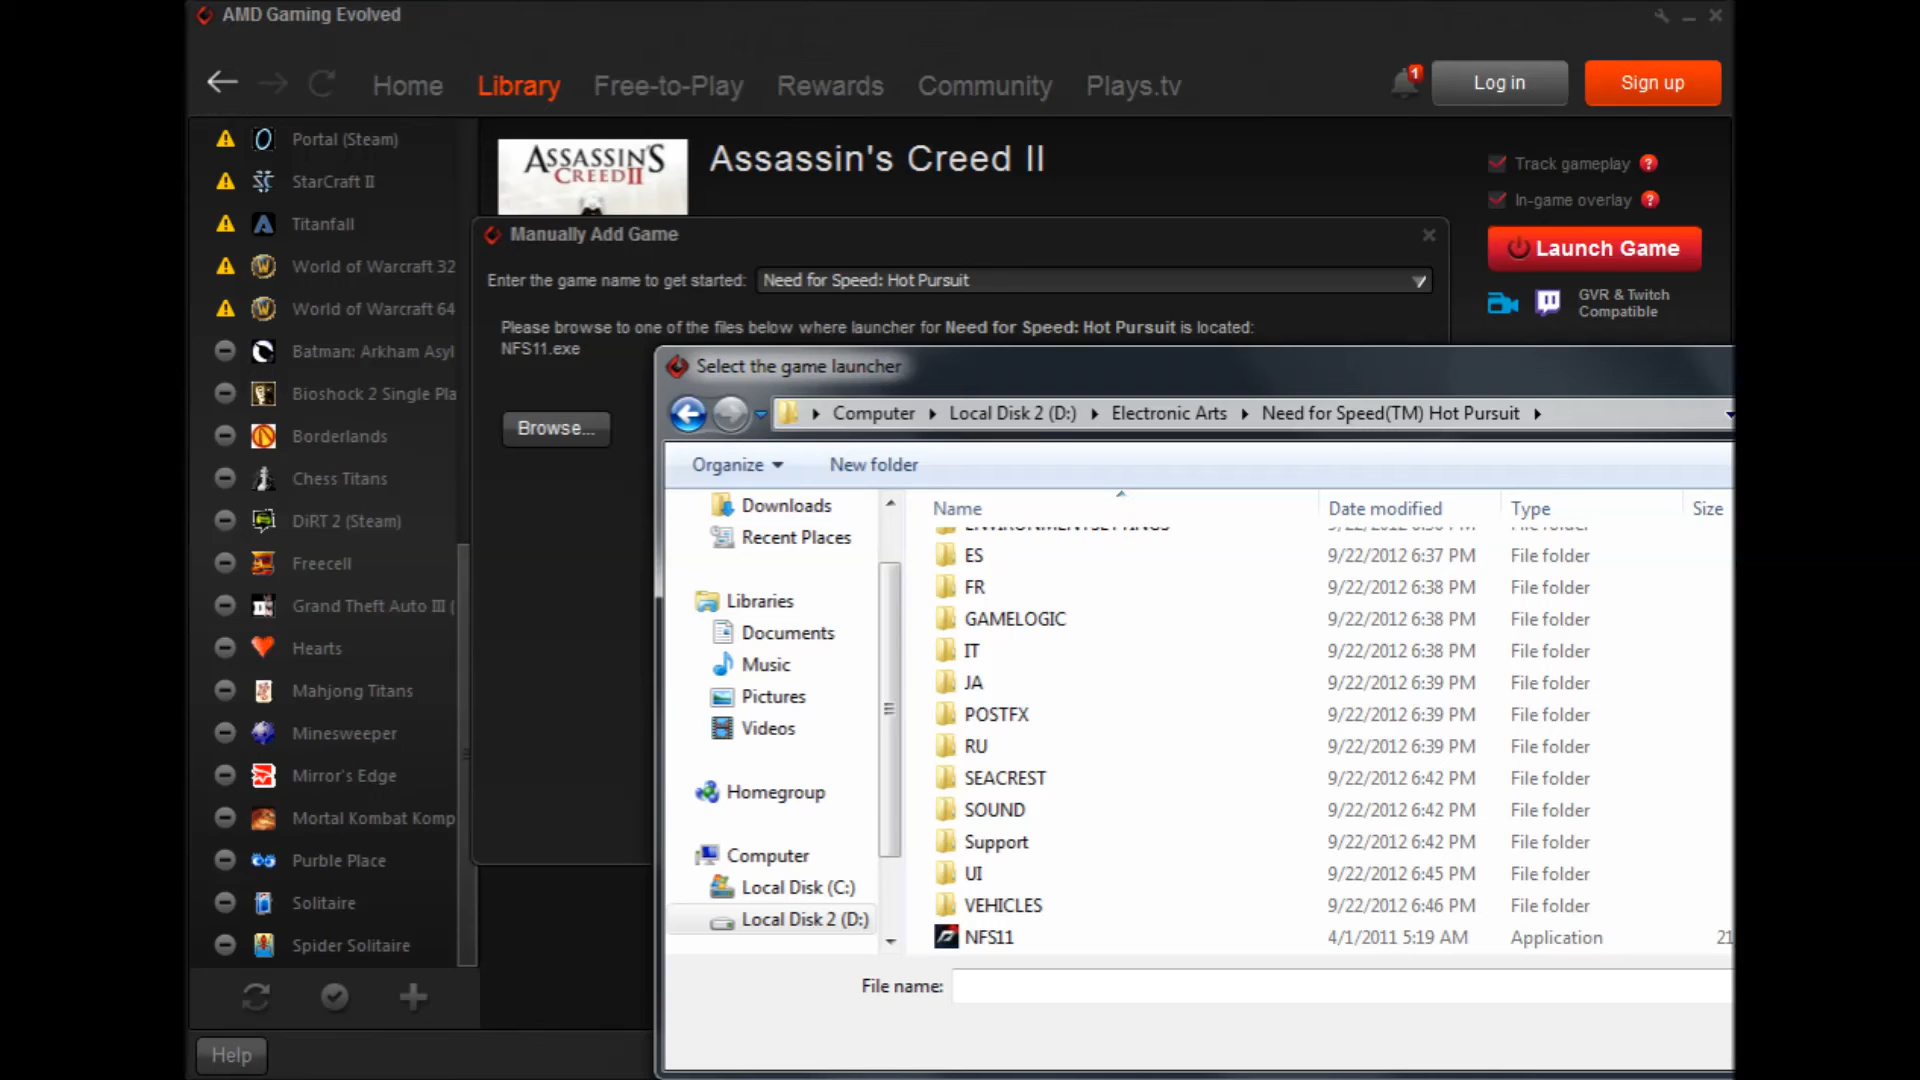 AMD Gaming Evolved
Home Library Free-to-Play Rewards Community Plays.tv 1 Log in Sign up
Portal (Steam)
StarCraft II
Titanfall
World of Warcraft 32
World of Warcraft 64
Batman: Arkham Asyl
Bioshock 2 Single Pla
Borderlands
Chess Titans
DiRT 2 (Steam)
Freecell
Grand Theft Auto III (
Hearts
Mahjong Titans
Minesweeper
Mirror's Edge
Mortal Kombat Komp
Purble Place
Solitaire
Spider Solitaire
Help
ASSASSIN'S
CREED II
Assassin's Creed II
Track gameplay ?
In-game overlay ?
Launch Game
GVR & Twitch
Compatible
Manually Add Game
Enter the game name to get started: Need for Speed: Hot Pursuit
Please browse to one of the files below where launcher for Need for Speed: Hot Pursuit is located:
NFS11.exe
Browse...
Select the game launcher
Computer Local Disk 2 (D:) Electronic Arts Need for Speed(TM) Hot Pursuit
Organize New folder
Downloads
Recent Places
Libraries
Documents
Music
Pictures
Videos
Homegroup
Computer
Local Disk (C:)
Local Disk 2 (D:)
Name Date modified Type Size
ES 9/22/2012 6:37 PM File folder
FR 9/22/2012 6:38 PM File folder
GAMELOGIC 9/22/2012 6:38 PM File folder
IT 9/22/2012 6:38 PM File folder
JA 9/22/2012 6:39 PM File folder
POSTFX 9/22/2012 6:39 PM File folder
RU 9/22/2012 6:39 PM File folder
SEACREST 9/22/2012 6:42 PM File folder
SOUND 9/22/2012 6:42 PM File folder
Support 9/22/2012 6:42 PM File folder
UI 9/22/2012 6:45 PM File folder
VEHICLES 9/22/2012 6:46 PM File folder
NFS11 4/1/2011 5:19 AM Application 21
File name: